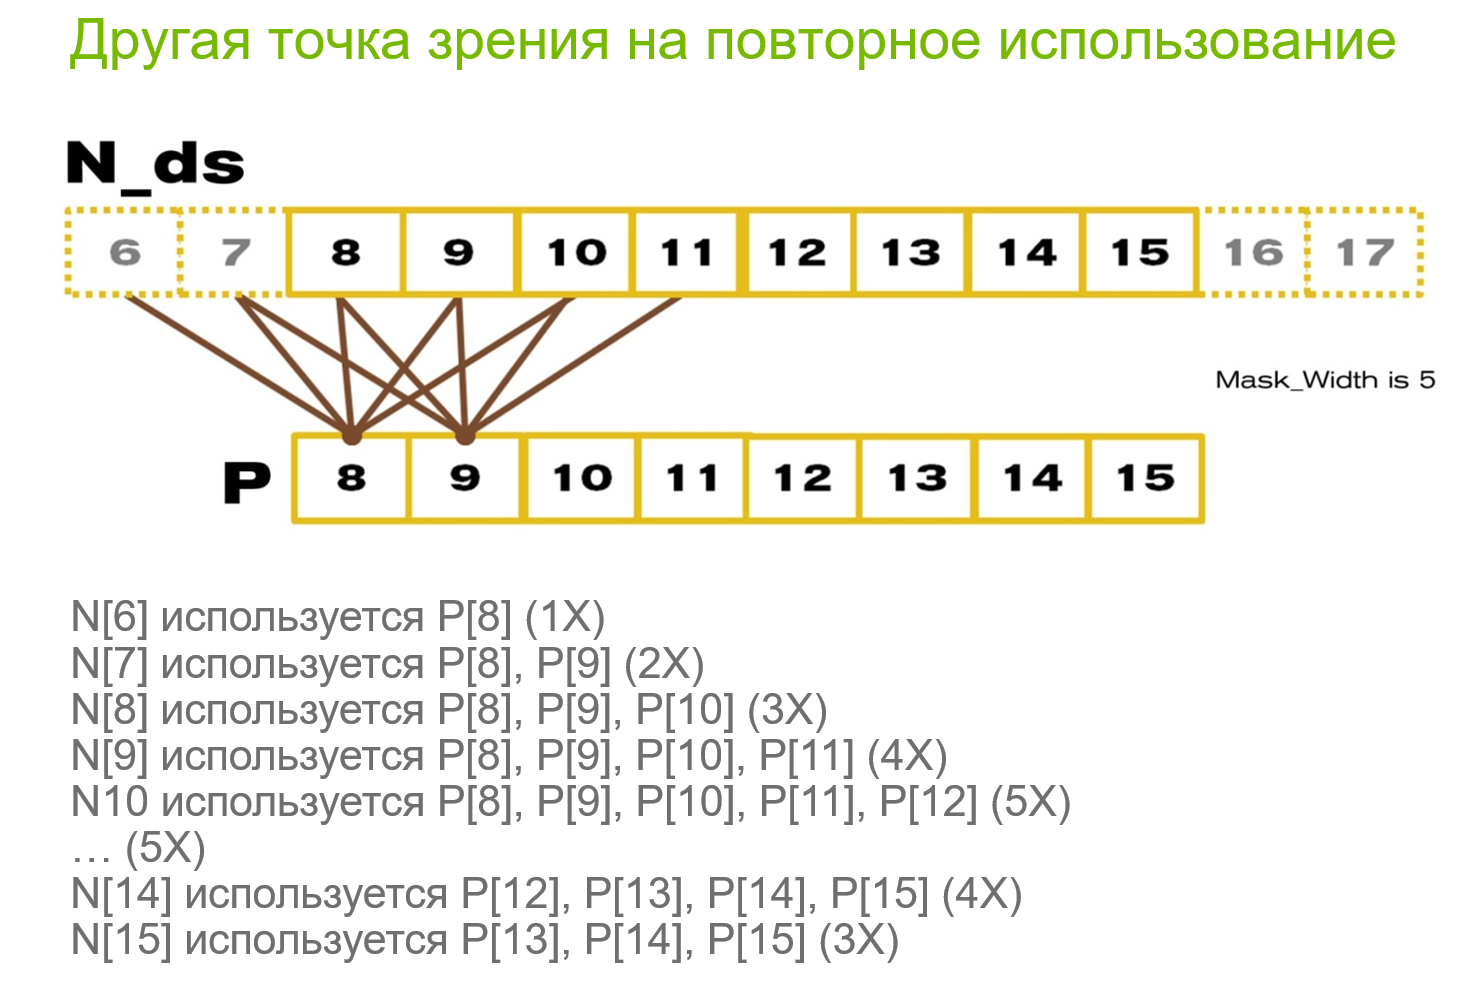 Другая точка зрения на повторное использование
N_ds
6 7 8 9 10 11 12 13 14 15 16 17
Mask_Width is 5
P 8 9 10 11 12 13 14 15
N[6] используется P[8] (1X)
N[7] используется P[8], P[9] (2X)
N[8] используется P[8], P[9], P[10] (3X)
N[9] используется P[8], P[9], P[10], P[11] (4X)
N10 используется P[8], P[9], P[10], P[11], P[12] (5X)
… (5X)
N[14] используется P[12], P[13], P[14], P[15] (4X)
N[15] используется P[13], P[14], P[15] (3X)